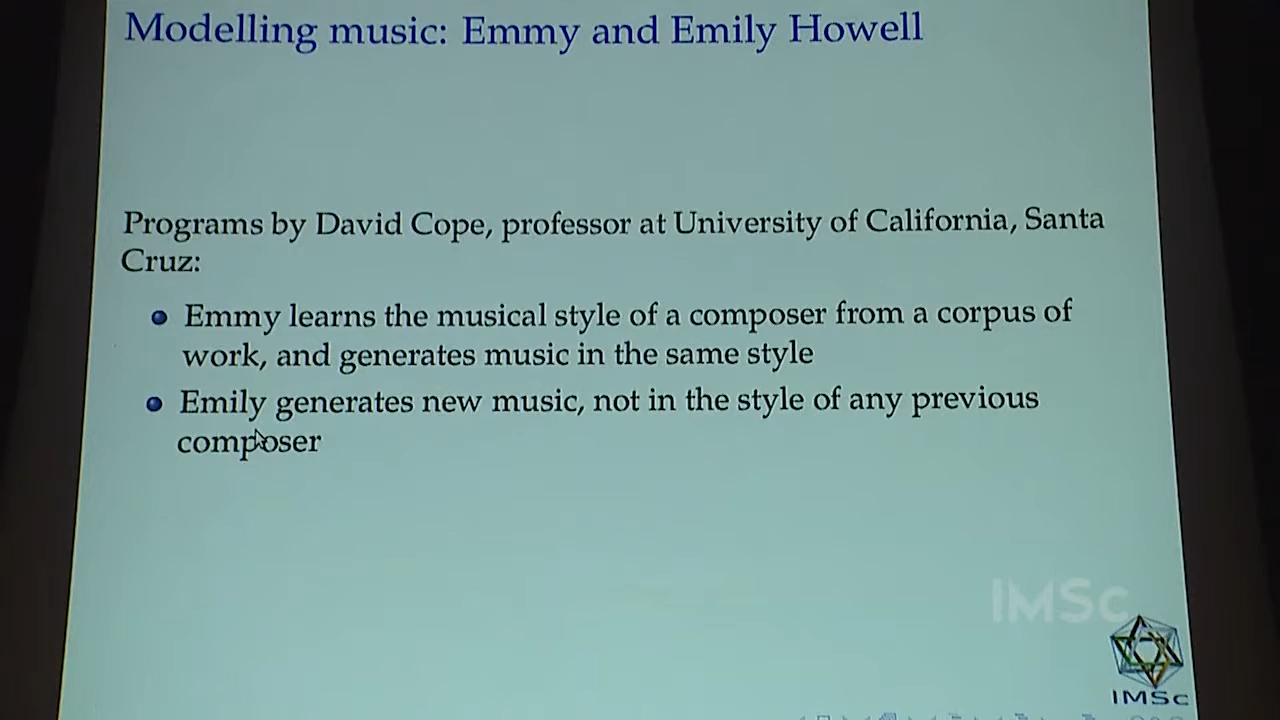 Modelling music: Emmy and Emily Howell
Programs by David Cope, professor at University of California, Santa
Cruz:
Emmy learns the musical style of a composer from a corpus of
work, and generates music in the same style
Emily generates new music, not in the style of any previous
composer
IMSc
IMSc